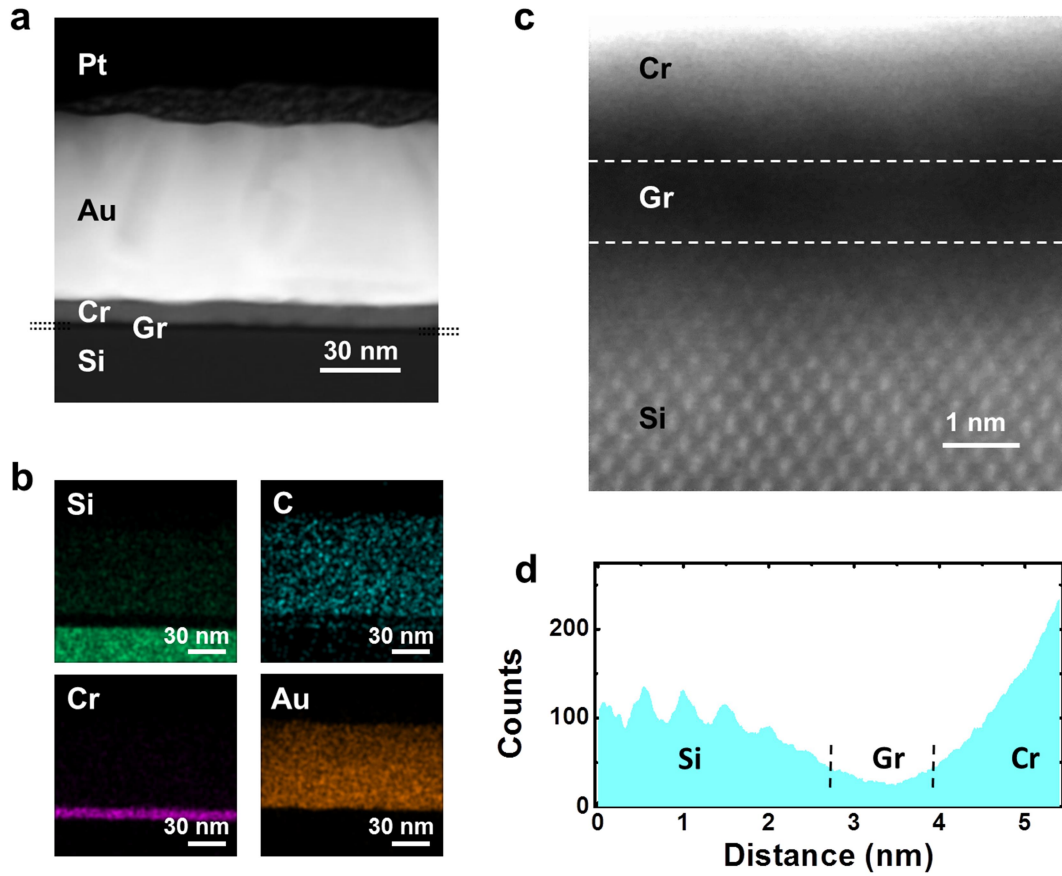 a
Pt
Au
Cr
Gr
Si
30 nm
b
Si
30 nm
C
30 nm
Cr
30 nm
Au
30 nm
c
Cr
Gr
Si
1 nm
d
Counts
200
100
0
Si
Gr
Cr
0 1 2 3 4 5
Distance (nm)